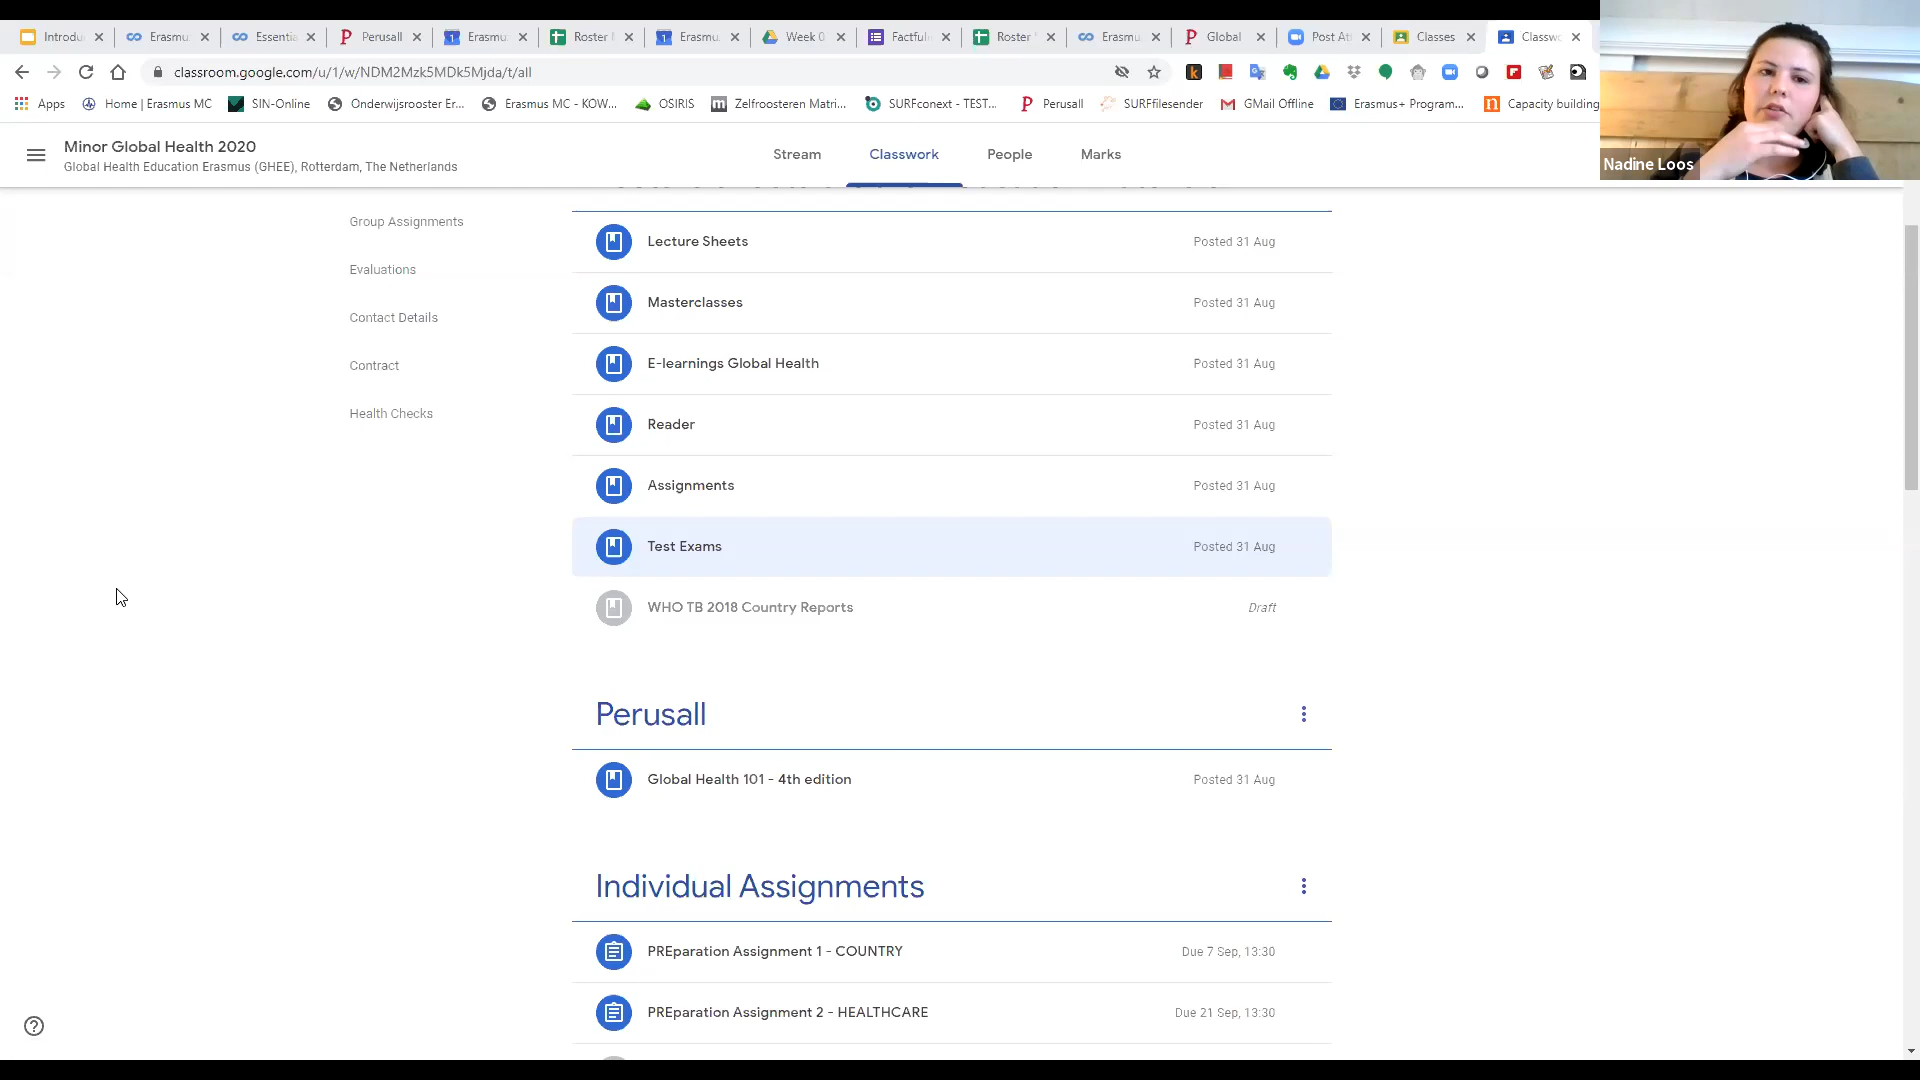 Introdu
Erasmu
Essentia
Perusall
Erasmu
Roster
Erasmu
Week 0
Factful
Roster
Erasmu
Global
Post At
Classes
Classwo
classroom.google.com/u/1/w/NDM2Mzk5MDk5Mjda/t/all
Apps
Home | Erasmus MC
SIN-Online
Onderwijsrooster Er...
Erasmus MC - KOW...
OSIRIS
Zelfroosteren Matri...
SURFconext - TEST...
Perusall
SURFfilesender
GMail Offline
Erasmus+ Program...
Capacity building
Nadine Loos
Minor Global Health 2020
Global Health Education Erasmus (GHEE), Rotterdam, The Netherlands
Stream
Classwork
People
Marks
Group Assignments
Evaluations
Contact Details
Contract
Health Checks
Lecture Sheets Posted 31 Aug
Masterclasses Posted 31 Aug
E-learnings Global Health Posted 31 Aug
Reader Posted 31 Aug
Assignments Posted 31 Aug
Test Exams Posted 31 Aug
WHO TB 2018 Country Reports Draft
Perusall
Global Health 101 - 4th edition Posted 31 Aug
Individual Assignments
PREparation Assignment 1 - COUNTRY Due 7 Sep, 13:30
PREparation Assignment 2 - HEALTHCARE Due 21 Sep, 13:30